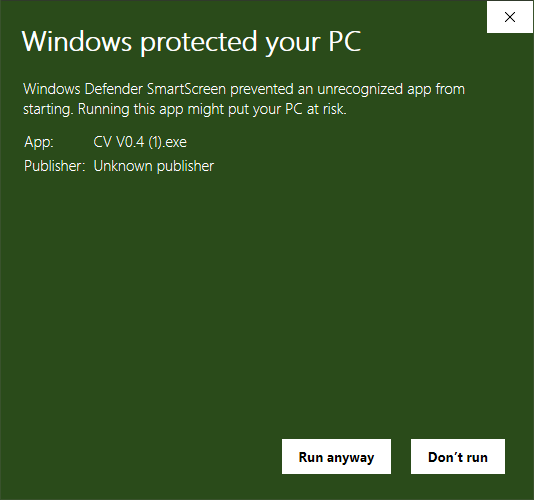 Windows protected your PC
Windows Defender SmartScreen prevented an unrecognized app from
starting. Running this app might put your PC at risk.
App: CV V0.4 (1).exe
Publisher: Unknown publisher
Run anyway Don’t run